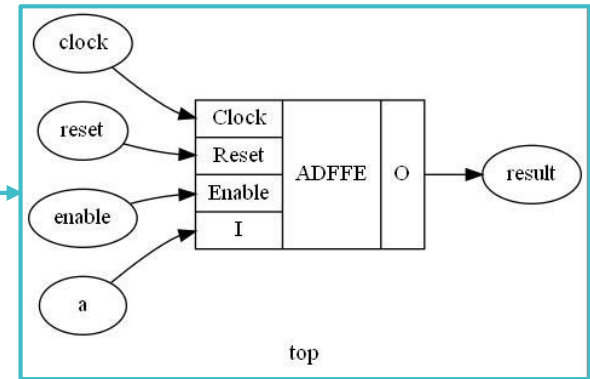 clock
reset
enable
a
Clock
Reset
Enable
I
ADFFE
O
result
top